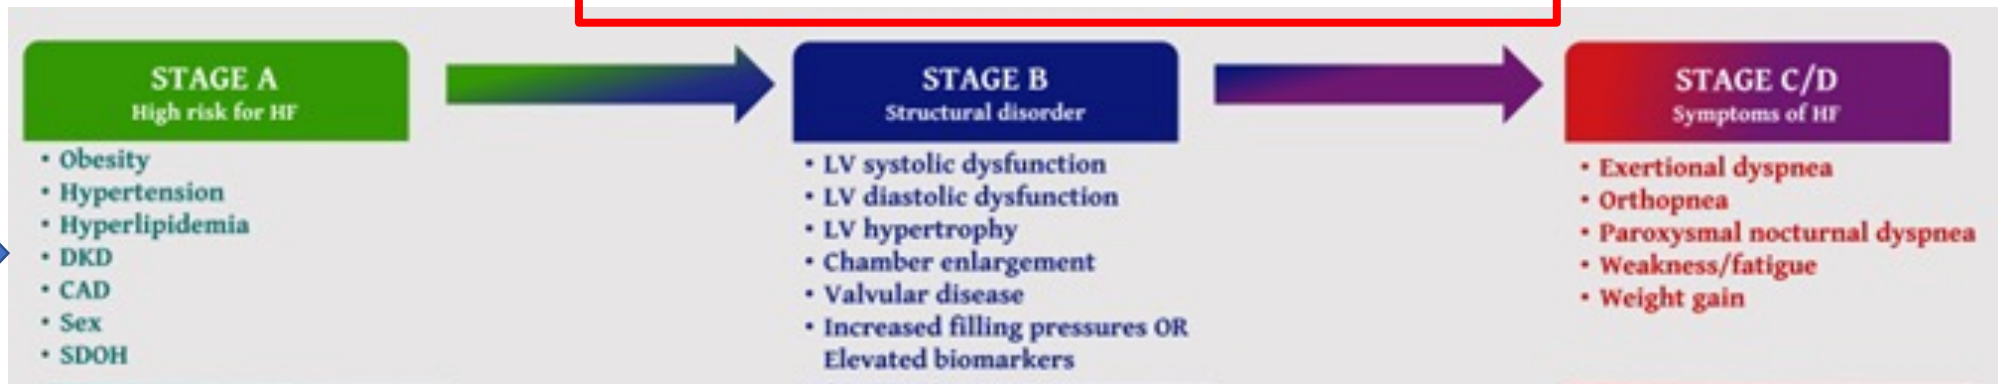 STAGE A
High risk for HF
• Obesity
• Hypertension
• Hyperlipidemia
• DKD
• CAD
• Sex
• SDOH
STAGE B
Structural disorder
• LV systolic dysfunction
• LV diastolic dysfunction
• LV hypertrophy
• Chamber enlargement
• Valvular disease
• Increased filling pressures OR
Elevated biomarkers
STAGE C/D
Symptoms of HF
• Exertional dyspnea
• Orthopnea
• Paroxysmal nocturnal dyspnea
• Weakness/fatigue
• Weight gain